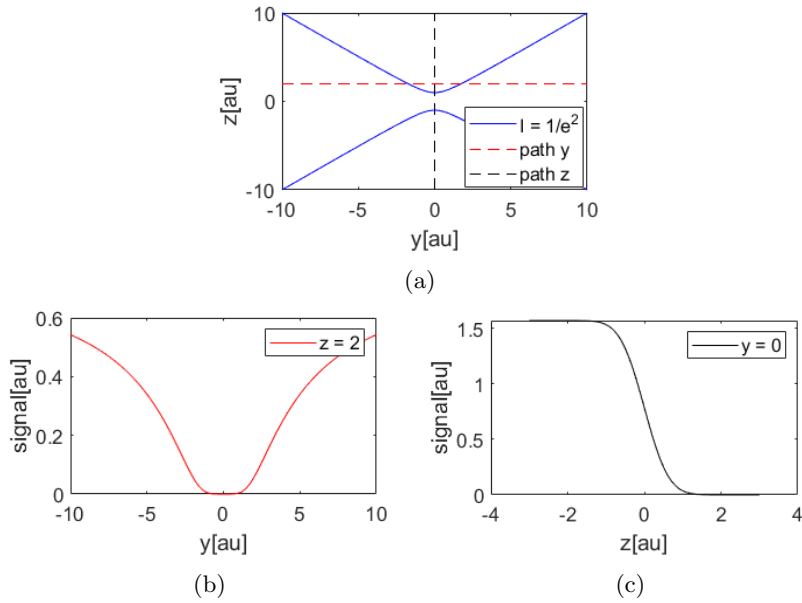 10
0
-10
z[au]
I = 1/e²
path y
path z
-10 -5 0 5 10
y[au]
(a)
0.6
0.4
0.2
0
signal[au]
z = 2
-10 -5 0 5 10
y[au]
(b)
1.5
1
0.5
0
signal[au]
y = 0
-4 -2 0 2 4
z[au]
(c)